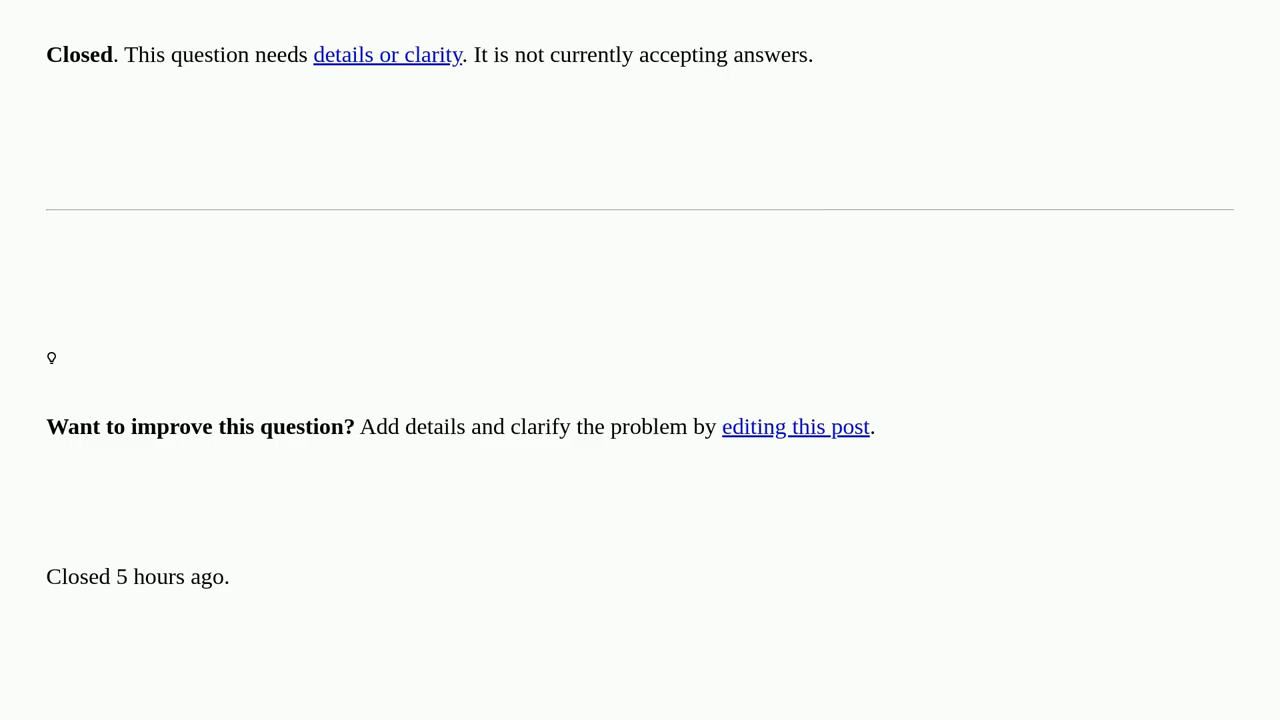 Closed. This question needs details or clarity. It is not currently accepting answers.
Want to improve this question? Add details and clarify the problem by editing this post.
Closed 5 hours ago.